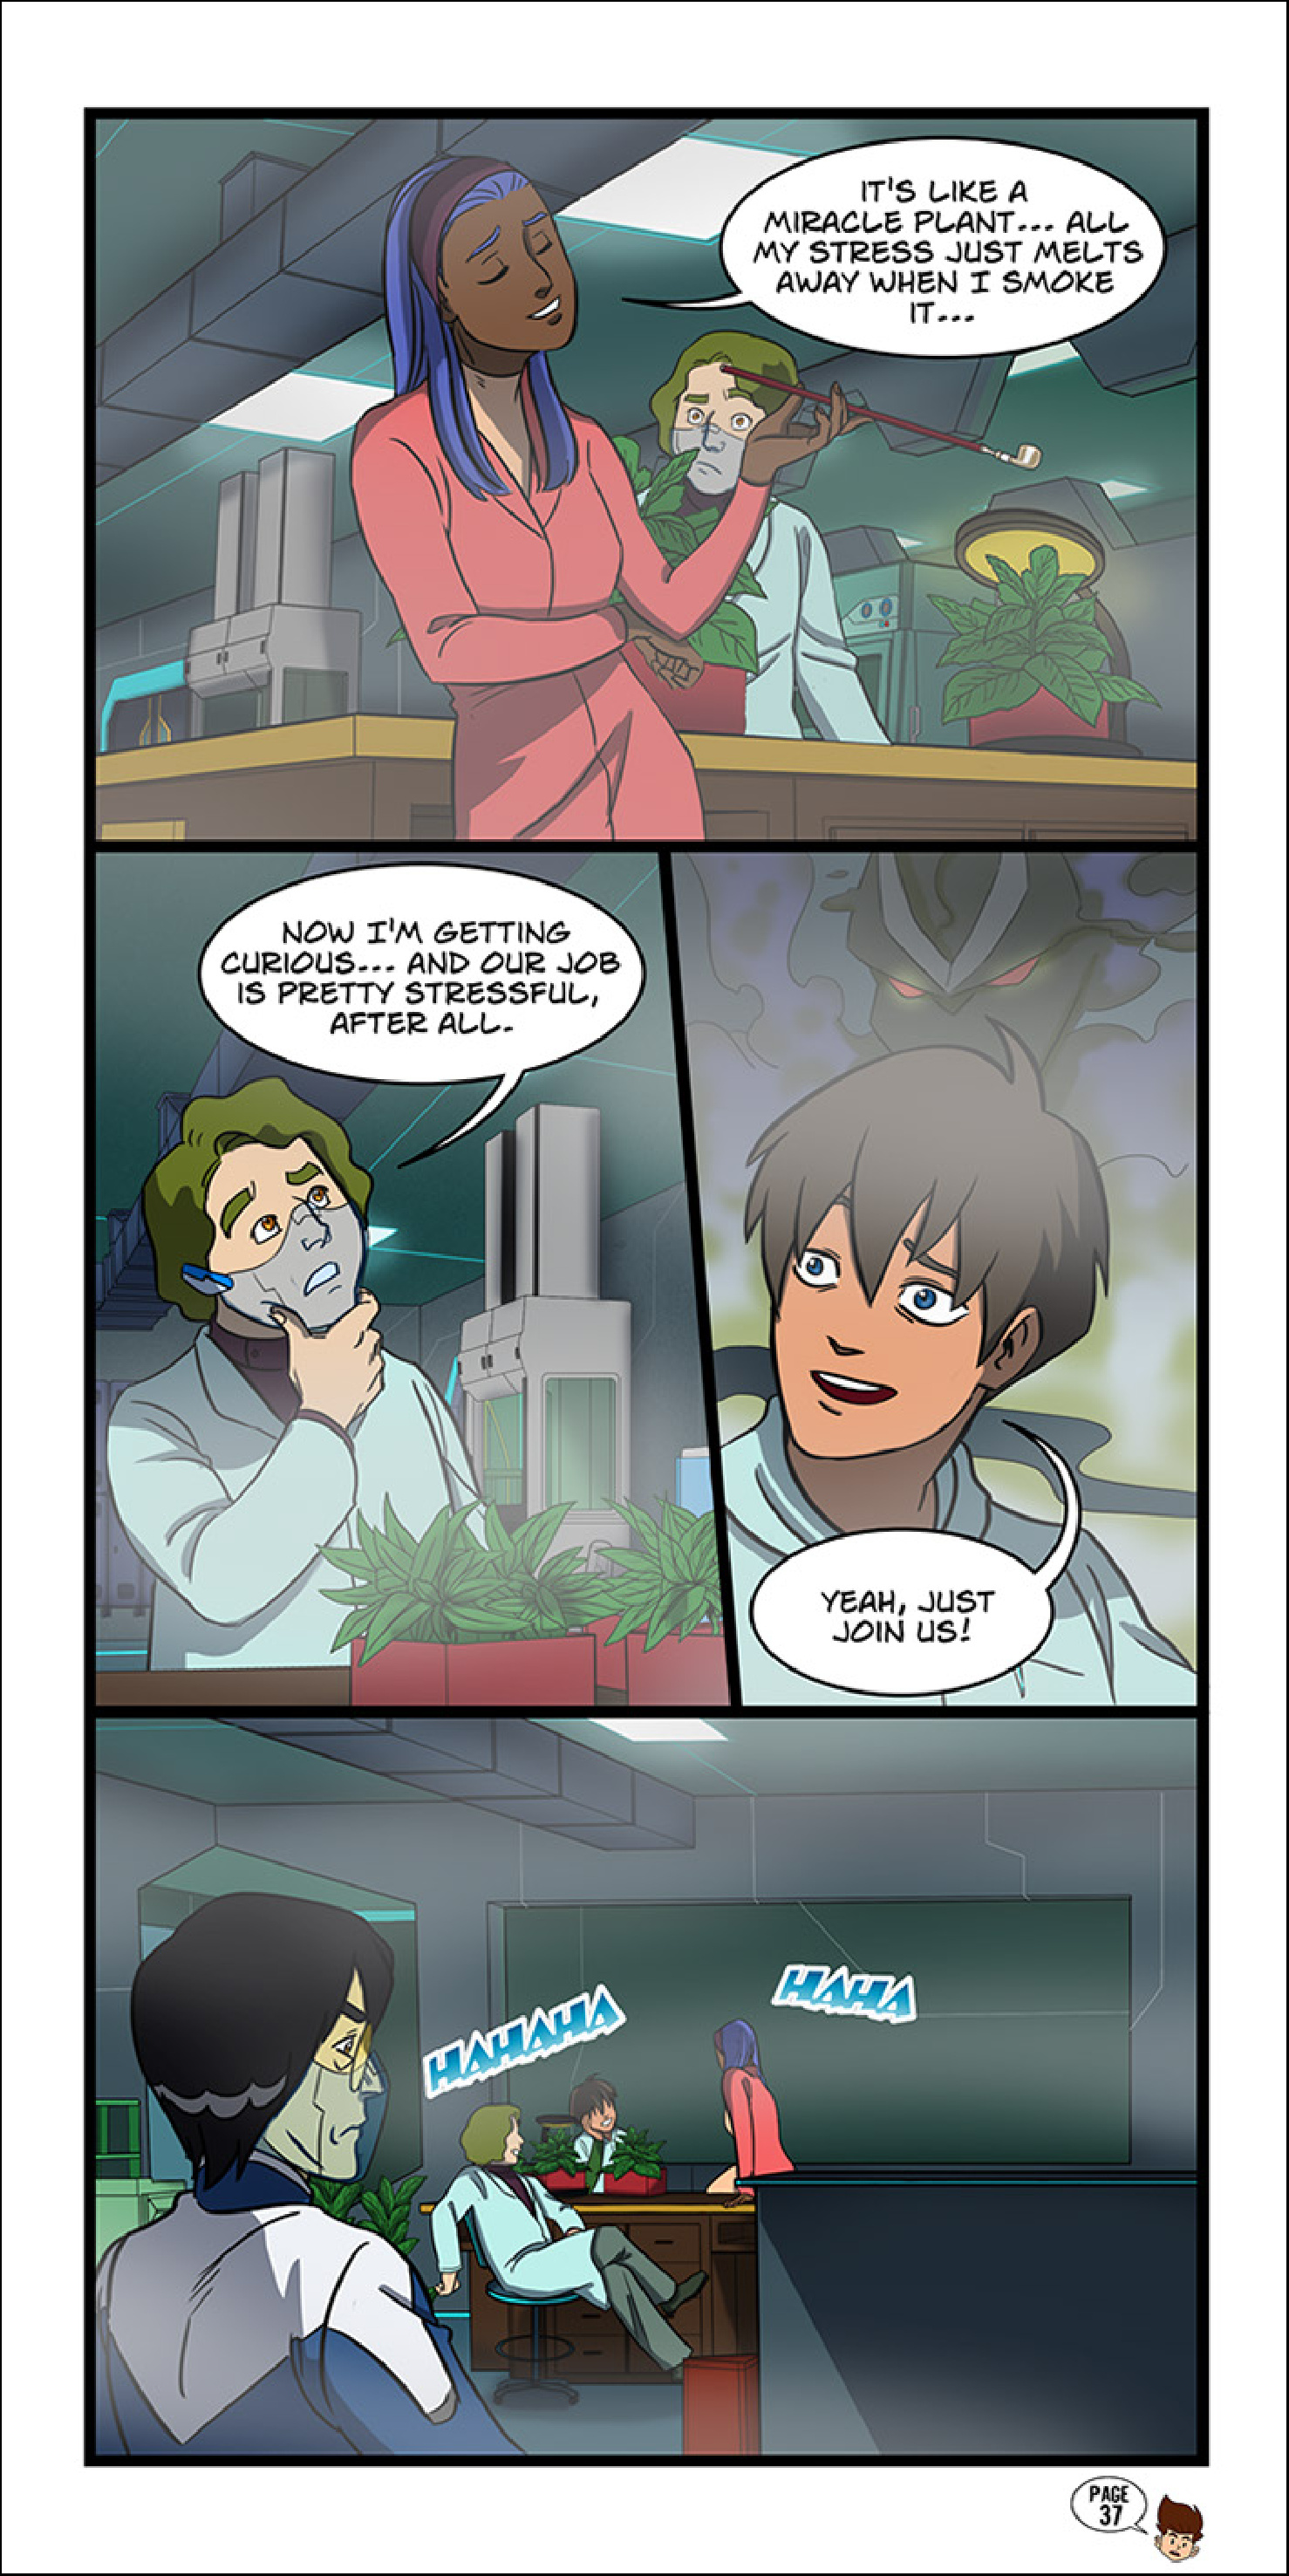 IT'S LIKE A
MIRACLE PLANT... ALL
MY STRESS JUST MELTS
AWAY WHEN I SMOKE
IT...
NOW I'M GETTING
CURIOUS... AND OUR JOB
IS PRETTY STRESSFUL,
AFTER ALL.
YEAH, JUST
JOIN US!
HAHAHA
HAHA
PAGE
37